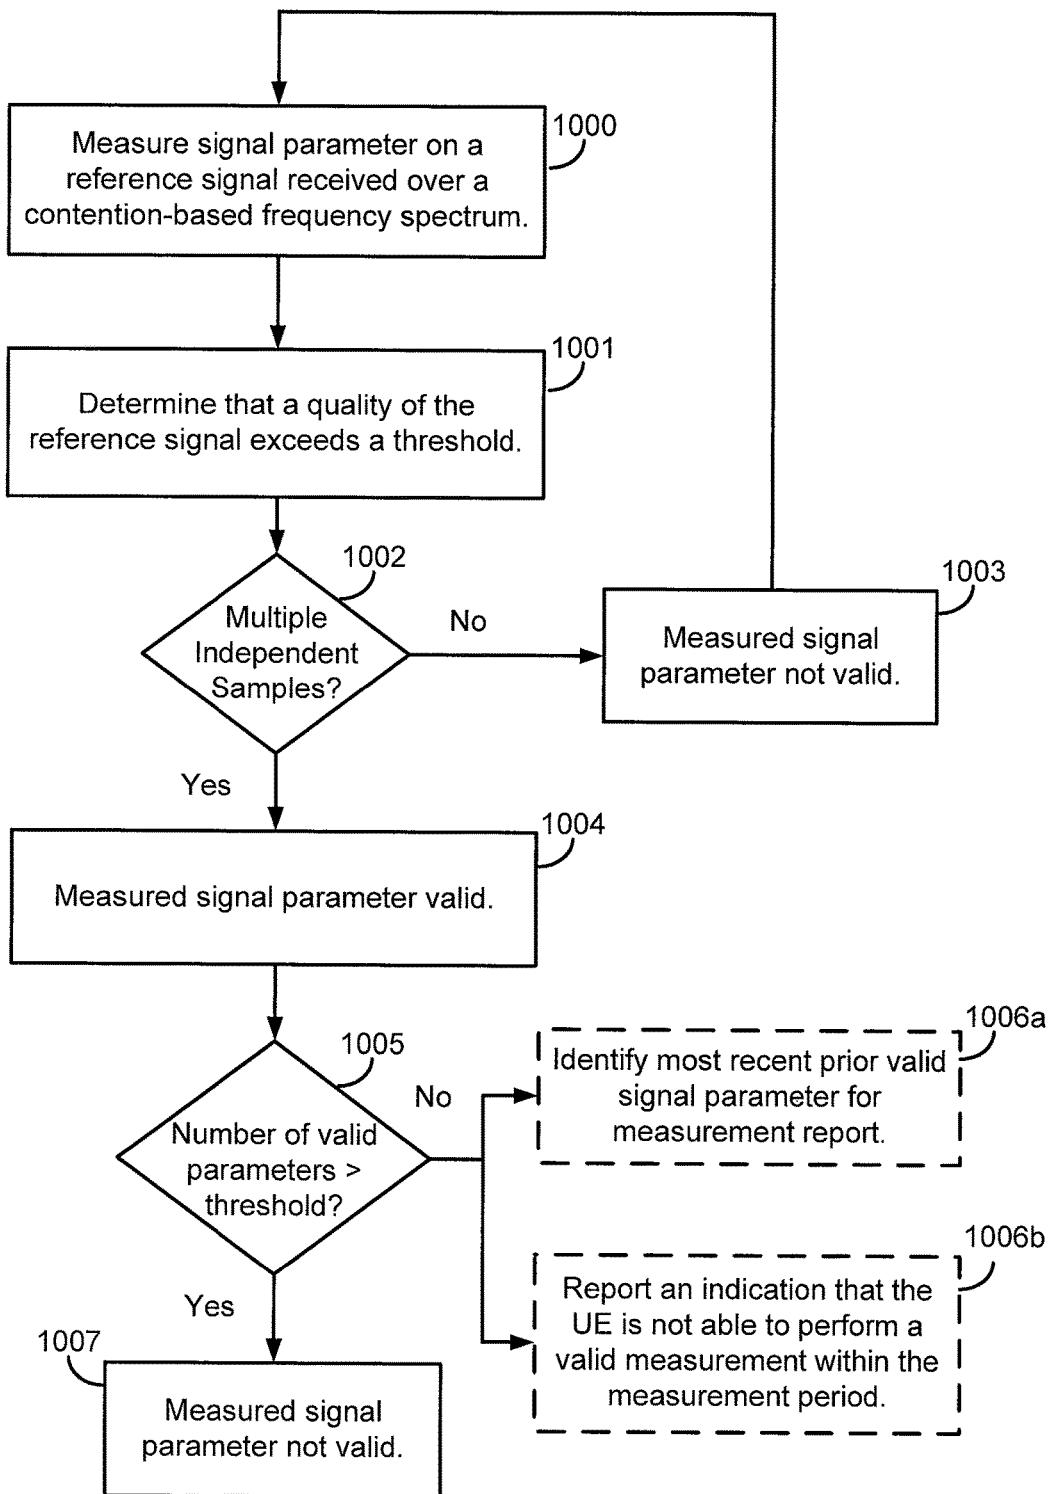 1000
Measure signal parameter on a
reference signal received over a
contention-based frequency spectrum.
1001
Determine that a quality of the
reference signal exceeds a threshold.
1002
Multiple
Independent
Samples?
No
1003
Measured signal
parameter not valid.
Yes
1004
Measured signal parameter valid.
1005
Number of valid
parameters >
threshold?
No
1006a
Identify most recent prior valid
signal parameter for
measurement report.
1006b
Report an indication that the
UE is not able to perform a
valid measurement within the
measurement period.
Yes
1007
Measured signal
parameter not valid.